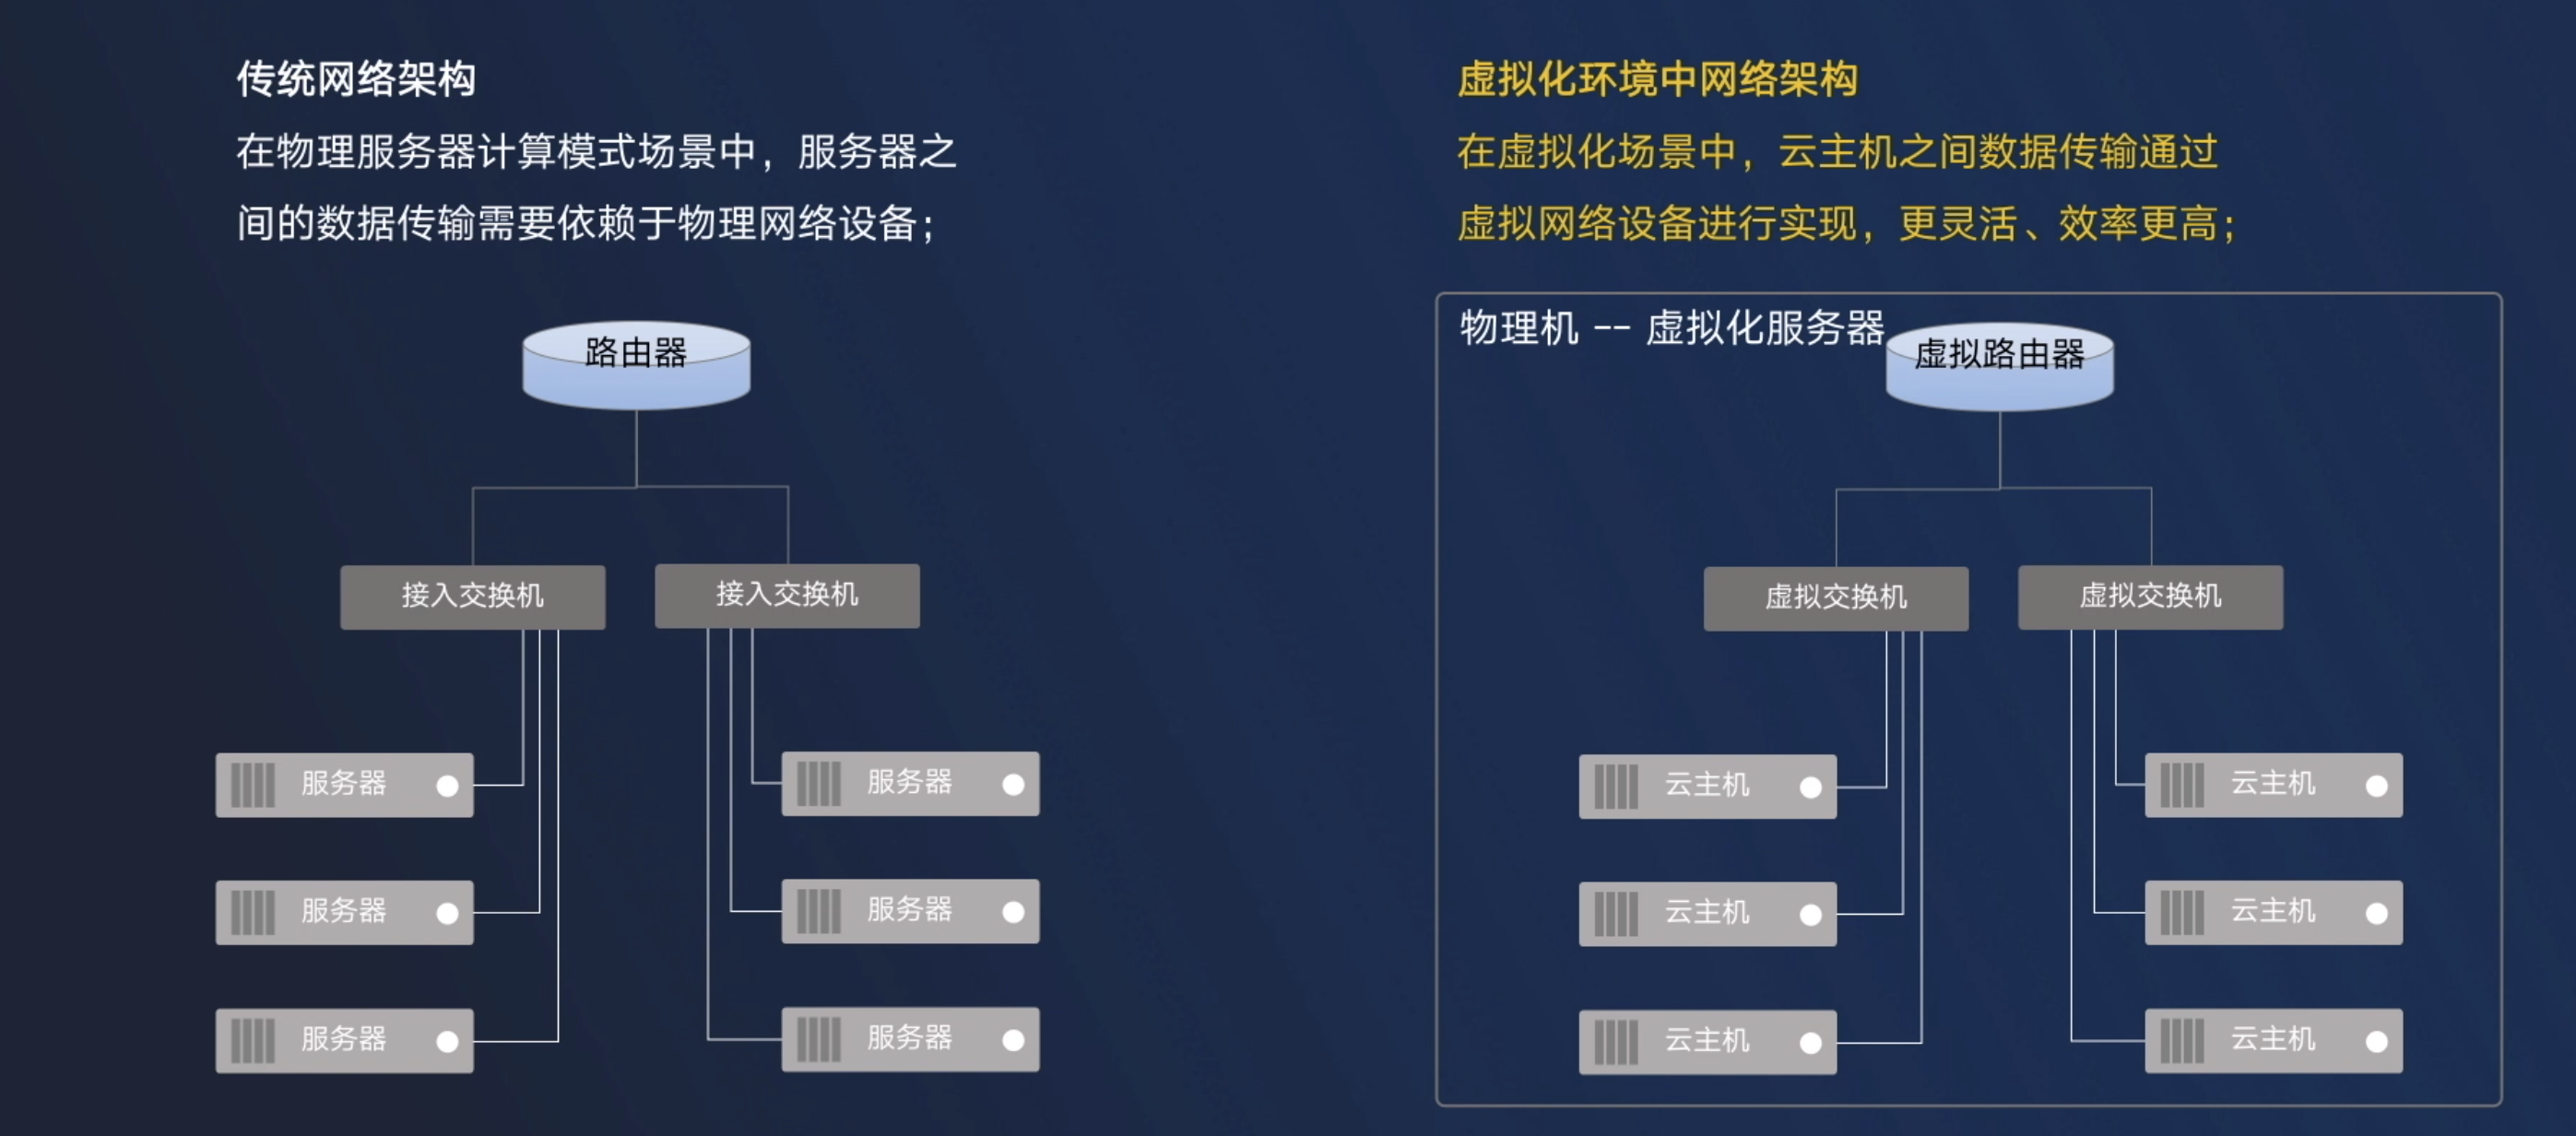 传统网络架构
在物理服务器计算模式场景中，服务器之
间的数据传输需要依赖于物理网络设备；
路由器
接入交换机
接入交换机
服务器
服务器
服务器
服务器
服务器
服务器
虚拟化环境中网络架构
在虚拟化场景中，云主机之间数据传输通过
虚拟网络设备进行实现，更灵活、效率更高；
物理机 -- 虚拟化服务器
虚拟路由器
虚拟交换机
虚拟交换机
云主机
云主机
云主机
云主机
云主机
云主机